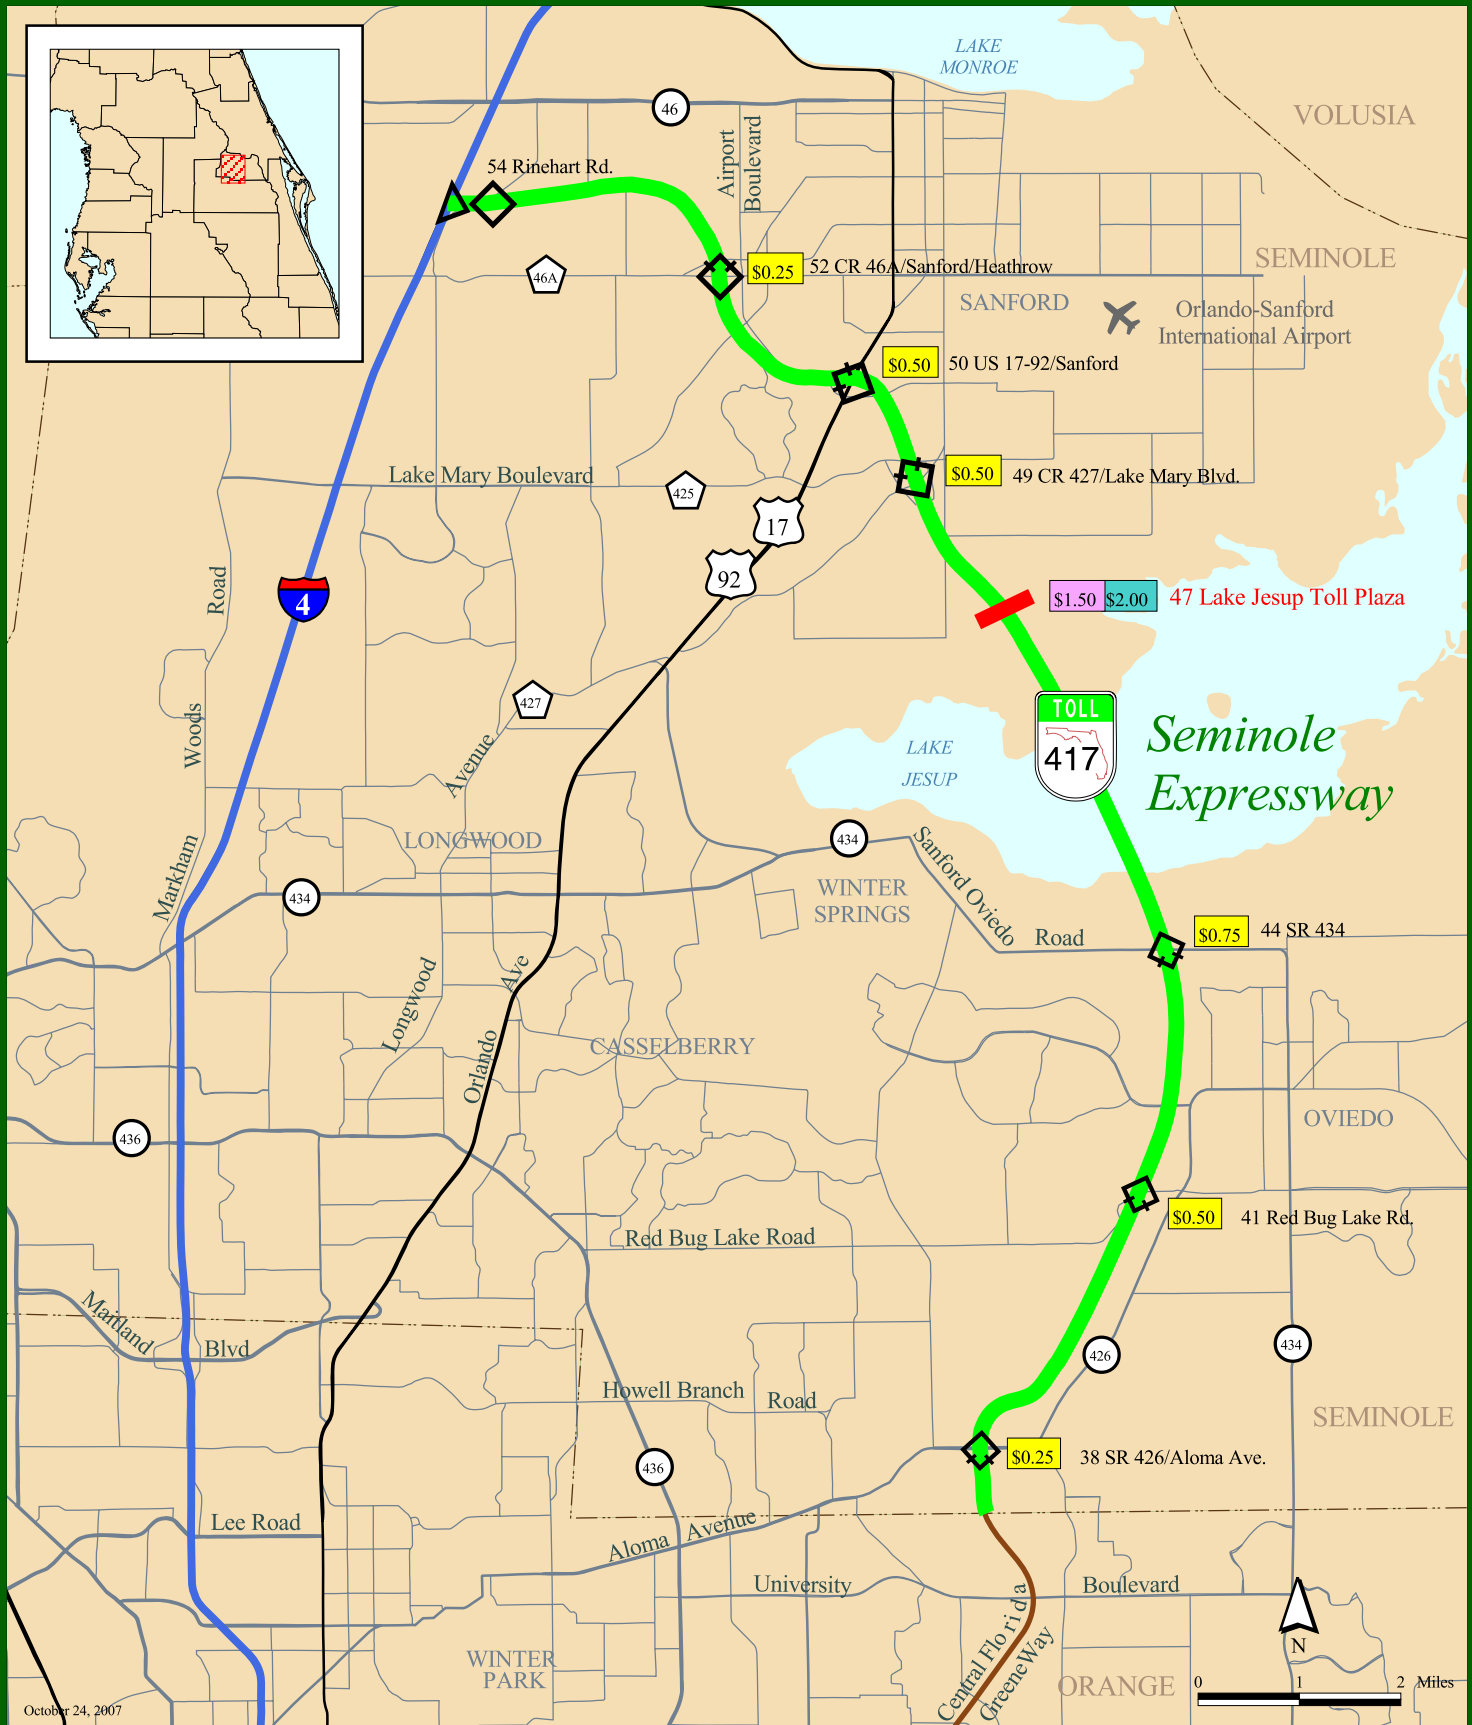 LAKE
MONROE
VOLUSIA
46
Airport
Boulevard
54 Rinehart Rd.
SEMINOLE
46A
$0.25
52 CR 46A/Sanford/Heathrow
SANFORD
Orlando-Sanford
International Airport
$0.50
50 US 17-92/Sanford
Lake Mary Boulevard
425
$0.50
49 CR 427/Lake Mary Blvd.
17
92
4
Road
$1.50
$2.00
47 Lake Jesup Toll Plaza
427
Woods
Avenue
TOLL
417
Seminole
Expressway
LAKE
JESUP
LONGWOOD
434
Sanford Oviedo
Road
Markham
434
WINTER
SPRINGS
$0.75
44 SR 434
Longwood
Ave
Orlando
CASSELBERRY
OVIEDO
436
$0.50
41 Red Bug Lake Rd.
Red Bug Lake Road
Maitland
Blvd
426
434
Howell Branch
Road
SEMINOLE
436
$0.25
38 SR 426/Aloma Ave.
Lee Road
Aloma
Avenue
University
Boulevard
Central Florida
GreeneWay
WINTER
PARK
ORANGE
N
0
1
2
Miles
October 24, 2007